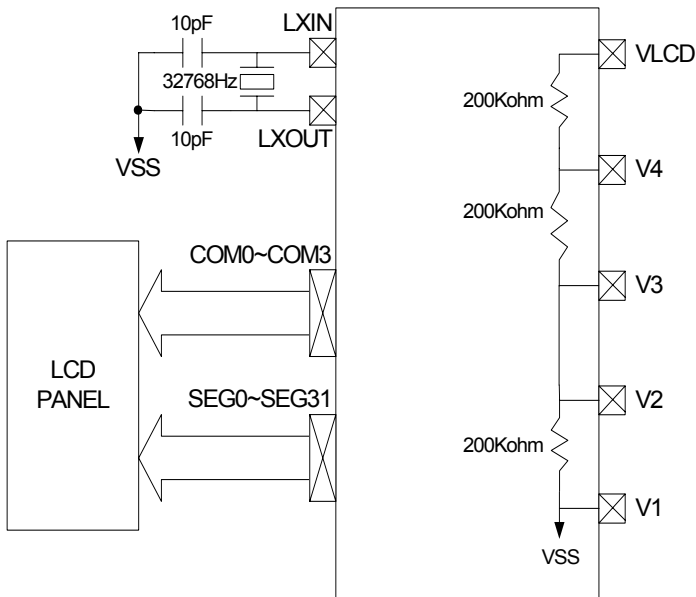 10pF
LXIN
32768Hz
10pF
LXOUT
VSS
COM0~COM3
LCD
PANEL
SEG0~SEG31
VLCD
200Kohm
V4
200Kohm
V3
V2
200Kohm
V1
VSS